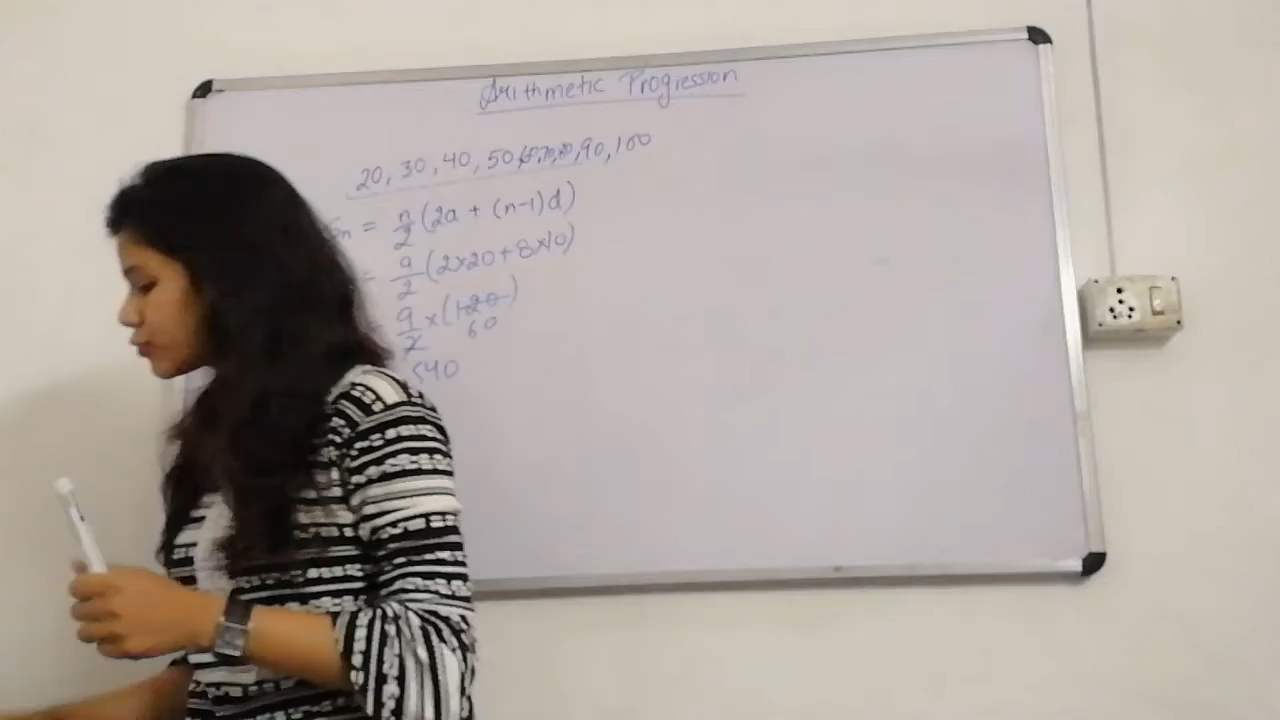 Arithmetic Progression
20, 30, 40, 50, 60, 70, 80, 90, 100
Sn = n/2 (2a + (n-1)d)
= 9/2 (2×20 + 8×10)
9/2 × (120)
60
540